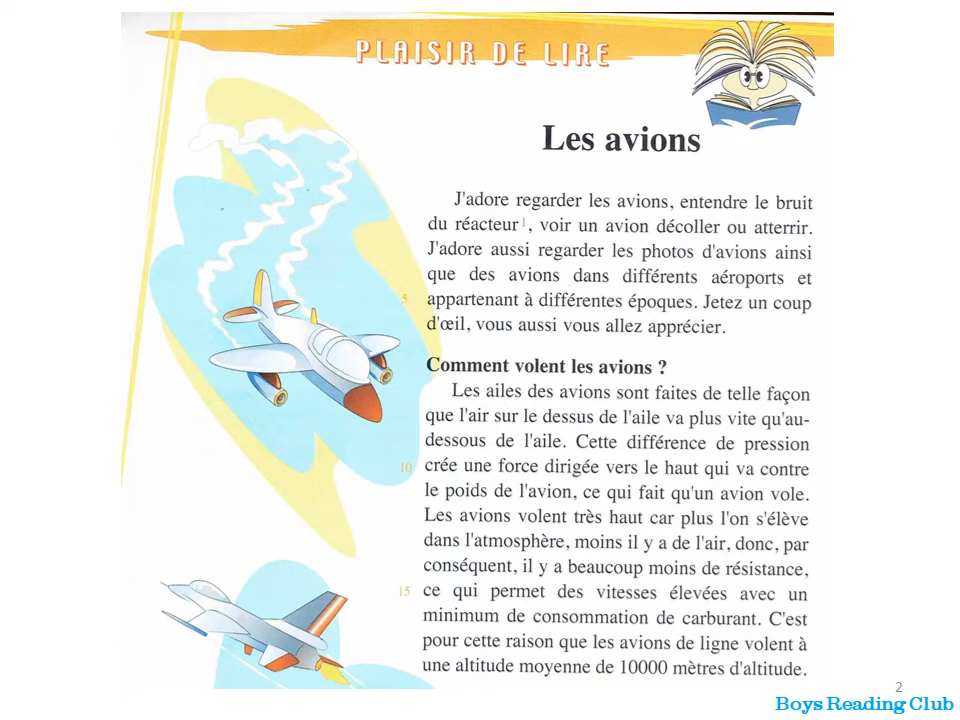 PLAISIR DE LIRE
Les avions
J'adore regarder les avions, entendre le bruit
du réacteur¹, voir un avion décoller ou atterrir.
J'adore aussi regarder les photos d'avions ainsi
que des avions dans différents aéroports et
5 appartenant à différentes époques. Jetez un coup
d'œil, vous aussi vous allez apprécier.
Comment volent les avions ?
Les ailes des avions sont faites de telle façon
que l'air sur le dessus de l'aile va plus vite qu'au-
dessous de l'aile. Cette différence de pression
10 crée une force dirigée vers le haut qui va contre
le poids de l'avion, ce qui fait qu'un avion vole.
Les avions volent très haut car plus l'on s'élève
dans l'atmosphère, moins il y a de l'air, donc, par
conséquent, il y a beaucoup moins de résistance,
15 ce qui permet des vitesses élevées avec un
minimum de consommation de carburant. C'est
pour cette raison que les avions de ligne volent à
une altitude moyenne de 10000 mètres d'altitude.
2
Boys Reading Club